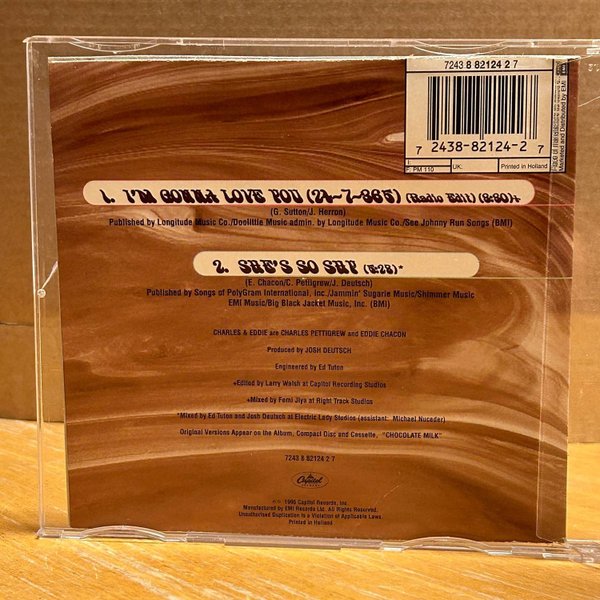 7243 8 82124 2 7
7 2438-82124-2 7
F: PM 110
UK:
Printed in Holland
Marketed and Distributed by EMI
1. I'M GONNA LOVE YOU (24-7-365) (Radio Edit)
(G. Sutton/J. Herron)
Published by Longitude Music Co./Doolittle Music admin. by Longitude Music Co./See Johnny Run Songs (BMI)
2. SHE'S SO SHY
(E. Chacon/C. Pettigrew/J. Deutsch)
Published by Songs of PolyGram International, Inc./Jammin' Sugarle Music/Shimmer Music
EMI Music/Big Black Jacket Music, Inc. (BMI)
CHARLES & EDDIE are CHARLES PETTIGREW and EDDIE CHACON
Produced by JOSH DEUTSCH
Engineered by Ed Tuton
+Edited by Larry Walsh at Capitol Recording Studios
+Mixed by Femi Jiya at Right Track Studios
*Mixed by Ed Tuton and Josh Deutsch at Electric Lady Studios (assistant: Michael Nuceder)
Original Versions Appear on the Album, Compact Disc and Cassette, "CHOCOLATE MILK"
7243 8 82124 2 7
Capitol
℗ © 1995 Capitol Records, Inc.
Manufactured by EMI Records Ltd. All Rights Reserved.
Unauthorised Duplication is a Violation of Applicable Laws.
Printed in Holland